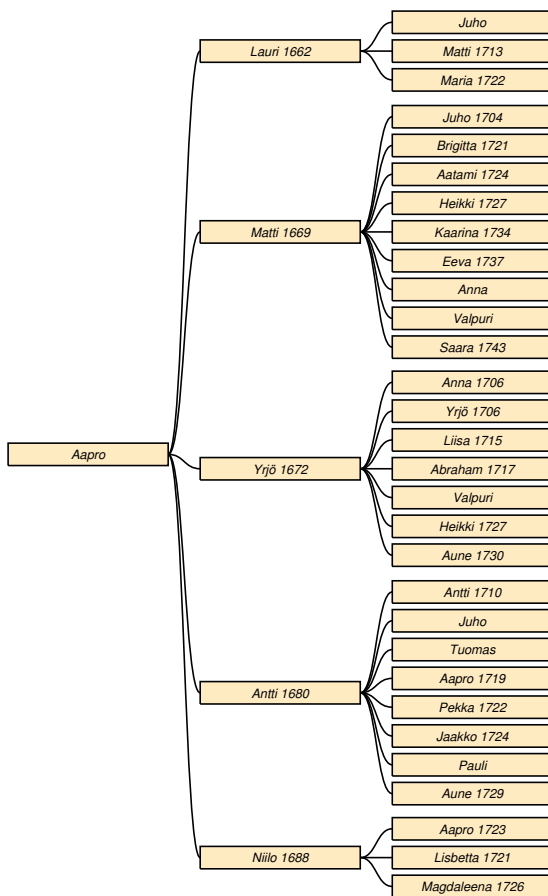 Aapro
Lauri 1662
Juho
Matti 1713
Maria 1722
Matti 1669
Juho 1704
Brigitta 1721
Aatami 1724
Heikki 1727
Kaarina 1734
Eeva 1737
Anna
Valpuri
Saara 1743
Yrjö 1672
Anna 1706
Yrjö 1706
Liisa 1715
Abraham 1717
Valpuri
Heikki 1727
Aune 1730
Antti 1680
Antti 1710
Juho
Tuomas
Aapro 1719
Pekka 1722
Jaakko 1724
Pauli
Aune 1729
Niilo 1688
Aapro 1723
Lisbetta 1721
Magdaleena 1726